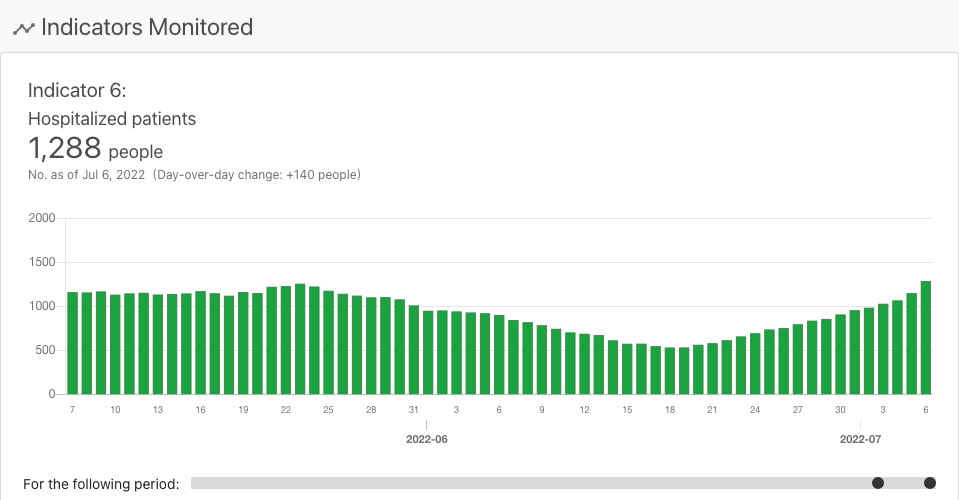 Indicators Monitored
Indicator 6:
Hospitalized patients
1,288 people
No. as of Jul 6, 2022 (Day-over-day change: +140 people)
2000
1500
1000
500
0
7 10 13 16 19 22 25 28 31 3 6 9 12 15 18 21 24 27 30 3 6
2022-06 2022-07
For the following period: